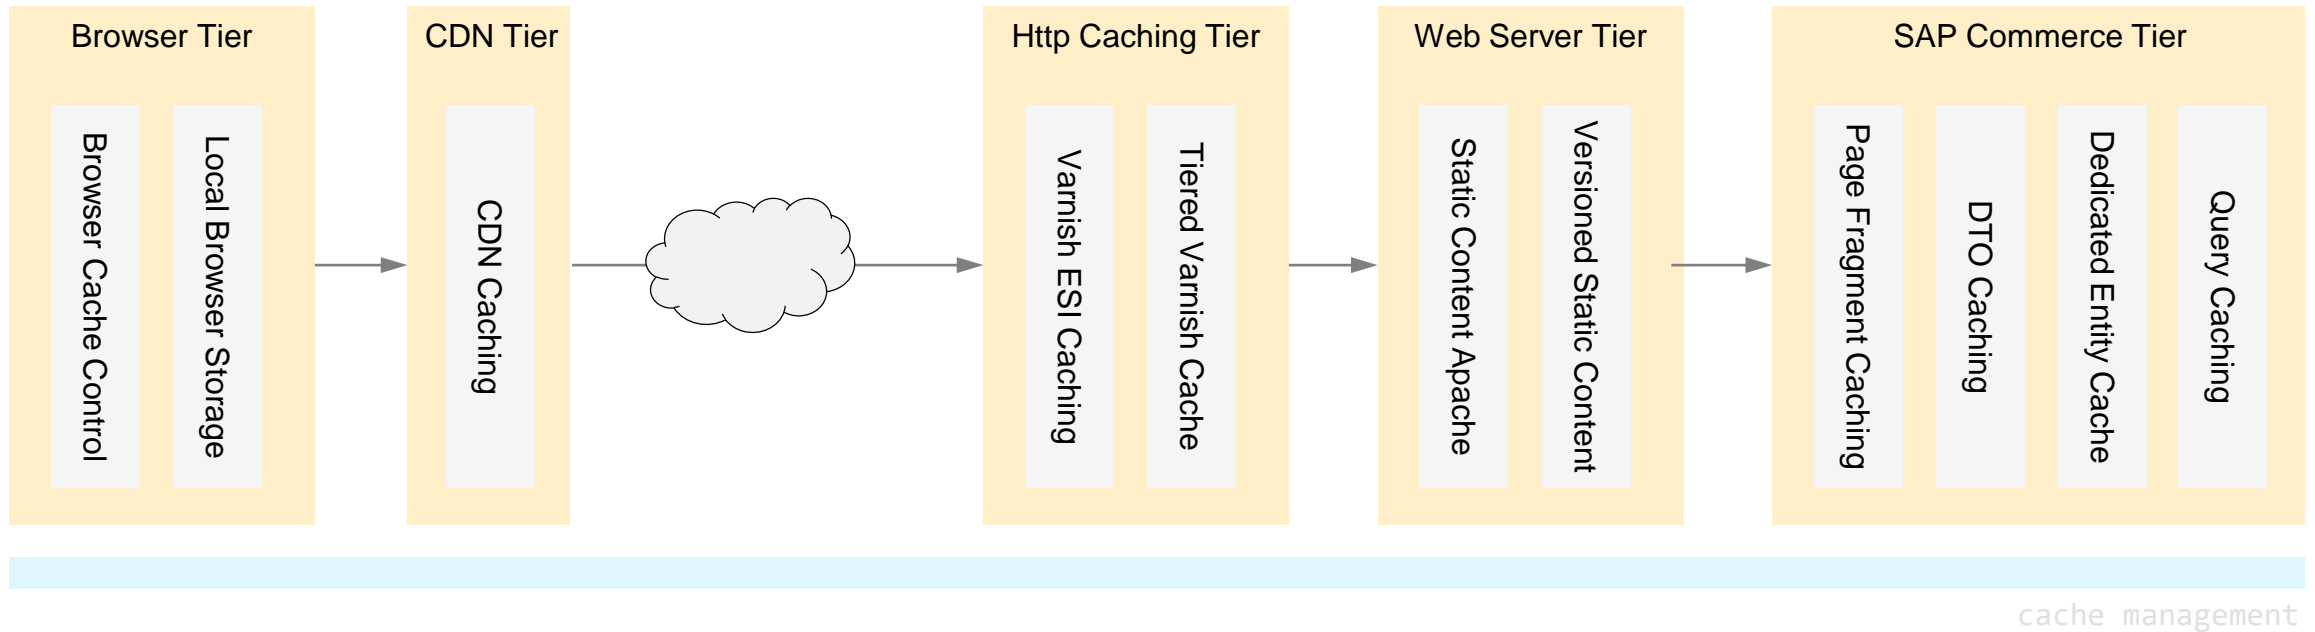 Browser Tier
Browser Cache Control
Local Browser Storage
CDN Tier
CDN Caching
Http Caching Tier
Varnish ESI Caching
Tiered Varnish Cache
Web Server Tier
Static Content Apache
Versioned Static Content
SAP Commerce Tier
Page Fragment Caching
DTO Caching
Dedicated Entity Cache
Query Caching
cache management